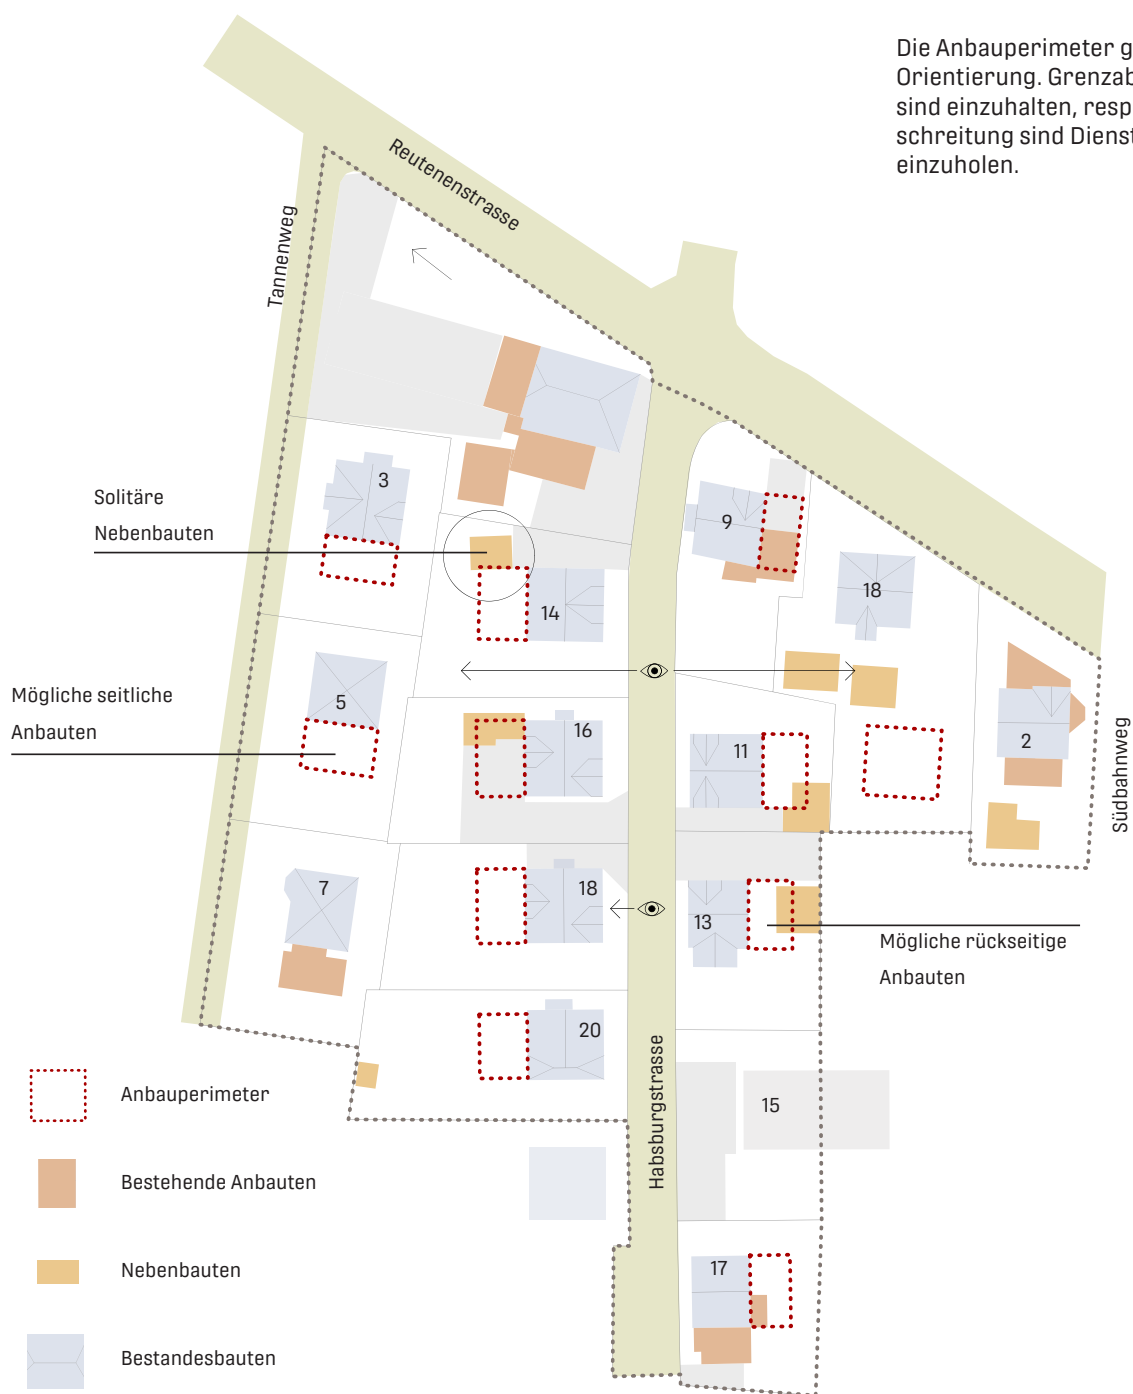 Die Anbauperimeter g
Orientierung. Grenzab
sind einzuhalten, resp
schreitung sind Dienst
einzuholen.
Reutenenstrasse
Tannenweg
3
Solitäre
Nebenbauten
9
18
14
Mögliche seitliche
Anbauten
5
16
11
2
Südbahnweg
7
18
13
Mögliche rückseitige
Anbauten
20
Habsburgstrasse
15
17
Anbauperimeter
Bestehende Anbauten
Nebenbauten
Bestandesbauten